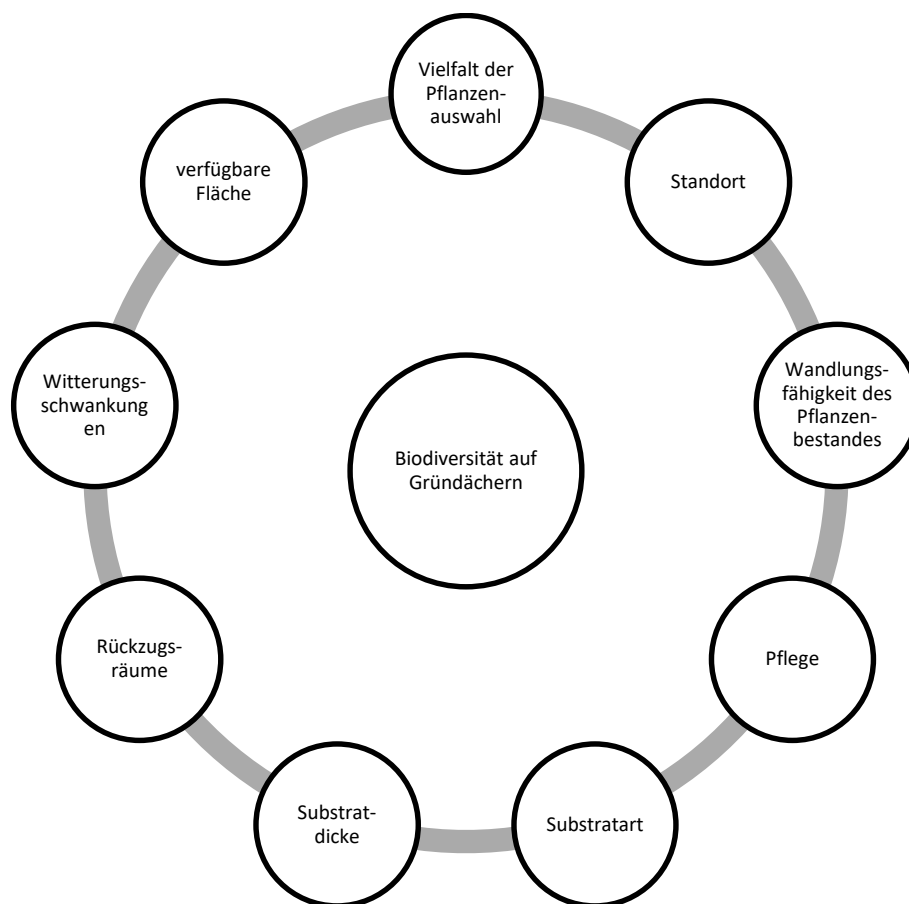 Vielfalt der
Pflanzen-
auswahl
Standort
Wandlungs-
fähigkeit des
Pflanzen-
bestandes
Pflege
Substratart
Substrat-
dicke
Rückzugs-
räume
Witterungs-
schwankung
en
verfügbare
Fläche
Biodiversität auf
Gründächern